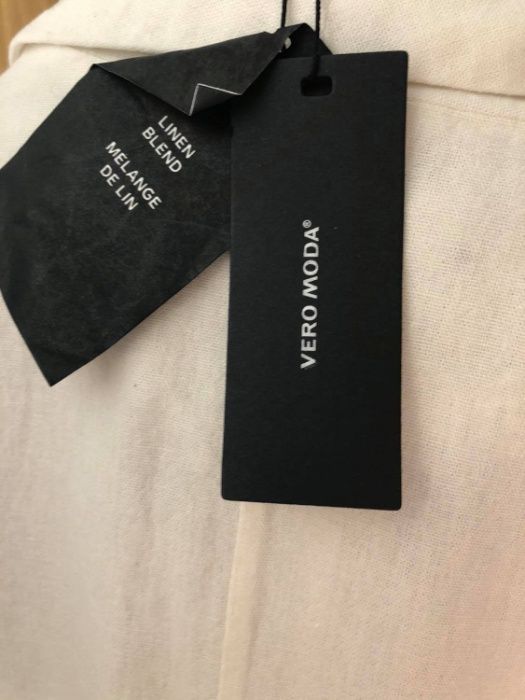 LINEN
BLEND
MELANGE
DE LIN
VERO MODA®